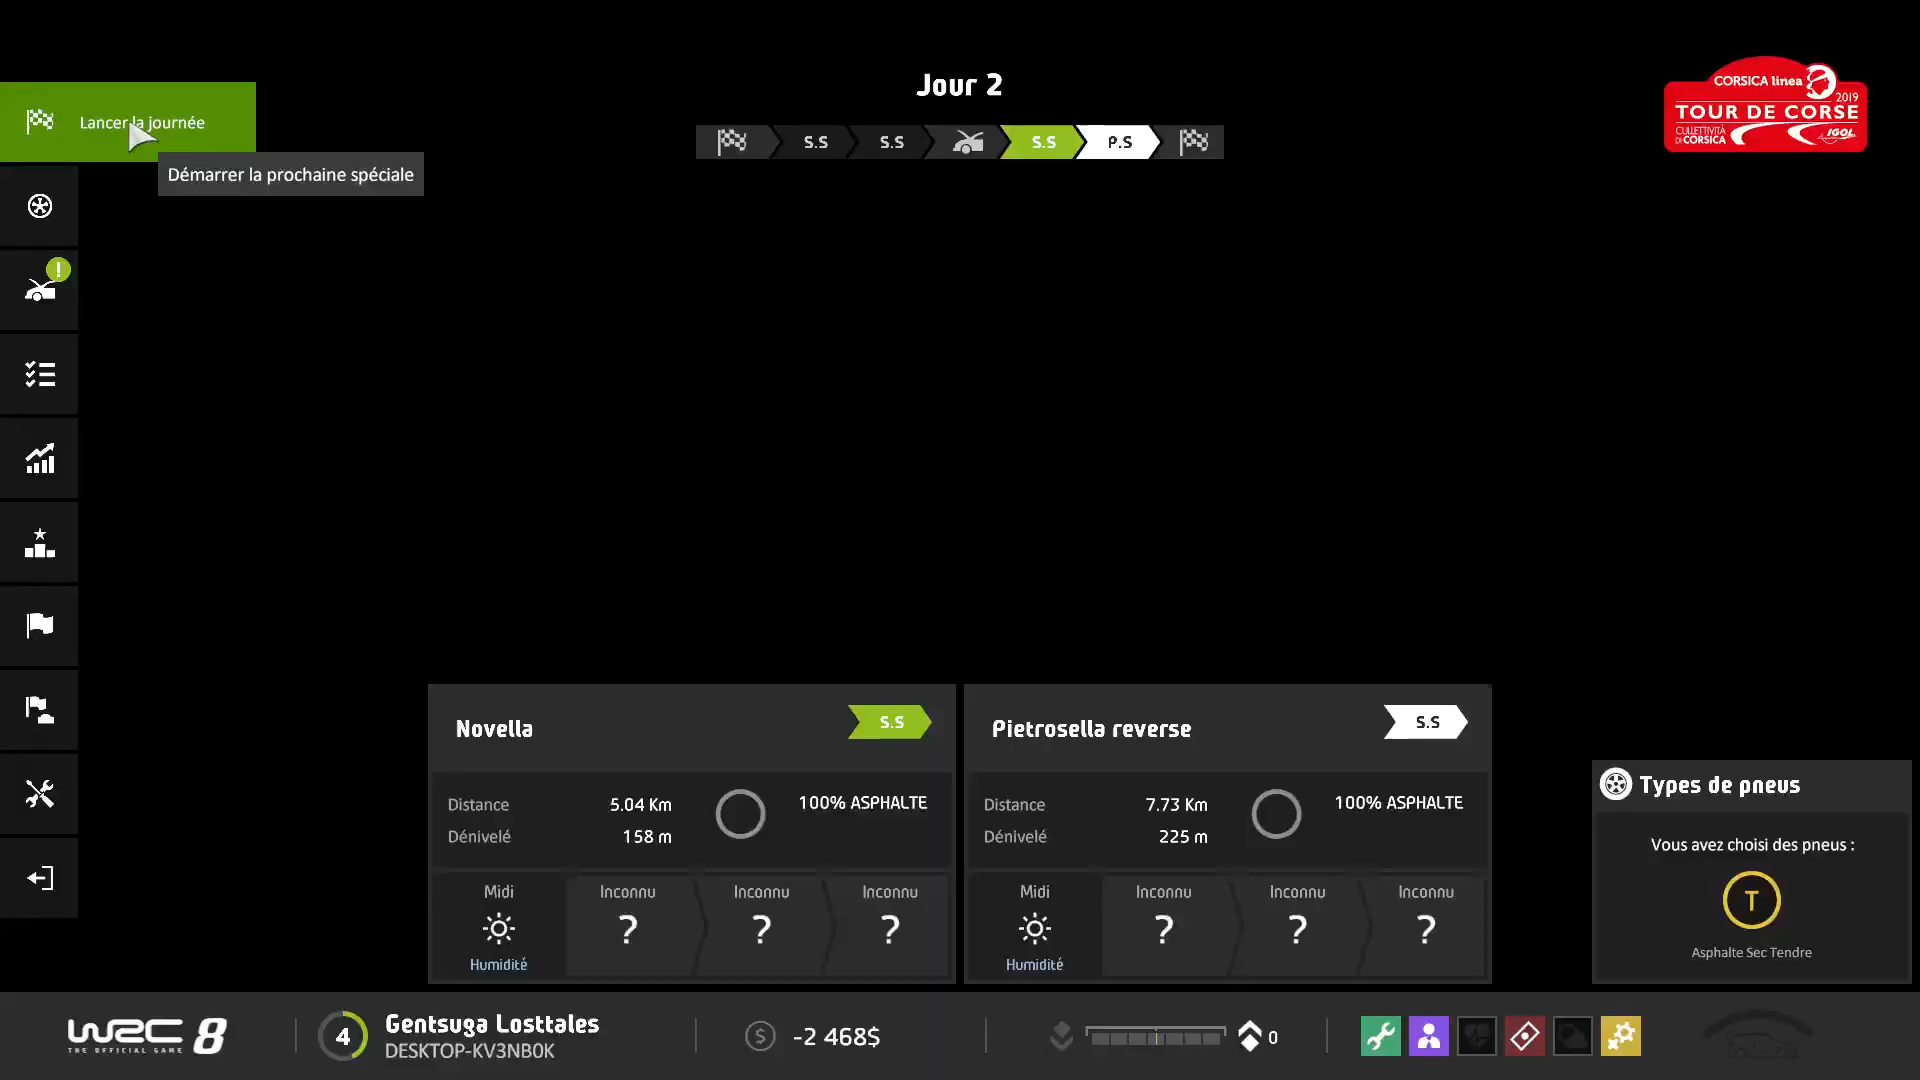 Jour 2
S.S
S.S
S.S
P.S
CORSICA linea
2019
TOUR DE CORSE
CULLETTIVITÀ
DI CORSICA
IGOL
Lancer la journée
Démarrer la prochaine spéciale
!
Novella
S.S
Distance
5.04 Km
100% ASPHALTE
Dénivelé
158 m
Midi
Inconnu
Inconnu
Inconnu
?
?
?
Humidité
Pietrosella reverse
S.S
Distance
7.73 Km
100% ASPHALTE
Dénivelé
225 m
Midi
Inconnu
Inconnu
Inconnu
?
?
?
Humidité
Types de pneus
Vous avez choisi des pneus :
T
Asphalte Sec Tendre
WRC 8
THE OFFICIAL GAME
4
Gentsuga Losttales
DESKTOP-KV3NB0K
$
-2 468$
0